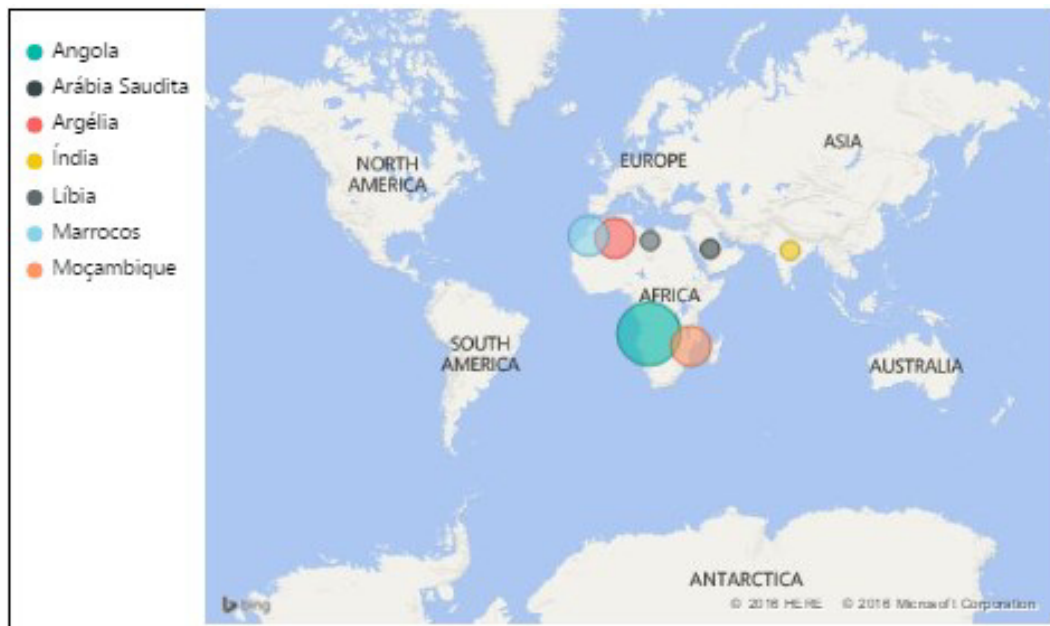 Angola
Arábia Saudita
Argélia
Índia
Líbia
Marrocos
Moçambique
NORTH
AMERICA
EUROPE
ASIA
AFRICA
SOUTH
AMERICA
AUSTRALIA
ANTARCTICA
bing
© 2016 HERE © 2016 Microsoft Corporation